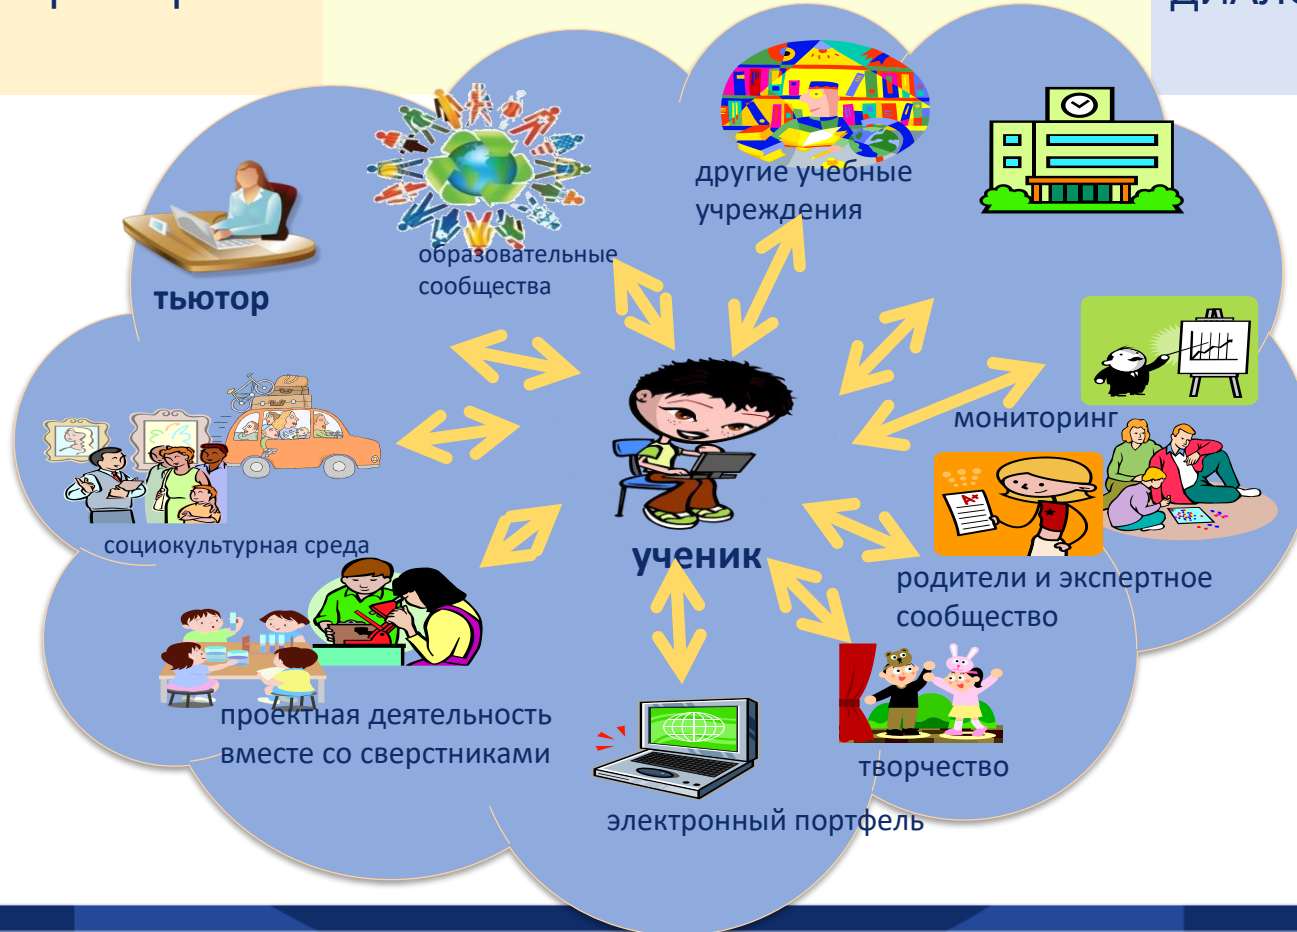 другие учебные
учреждения
образовательные
сообщества
тьютор
мониторинг
социокультурная среда
ученик
родители и экспертное
сообщество
проектная деятельность
вместе со сверстниками
творчество
электронный портфель